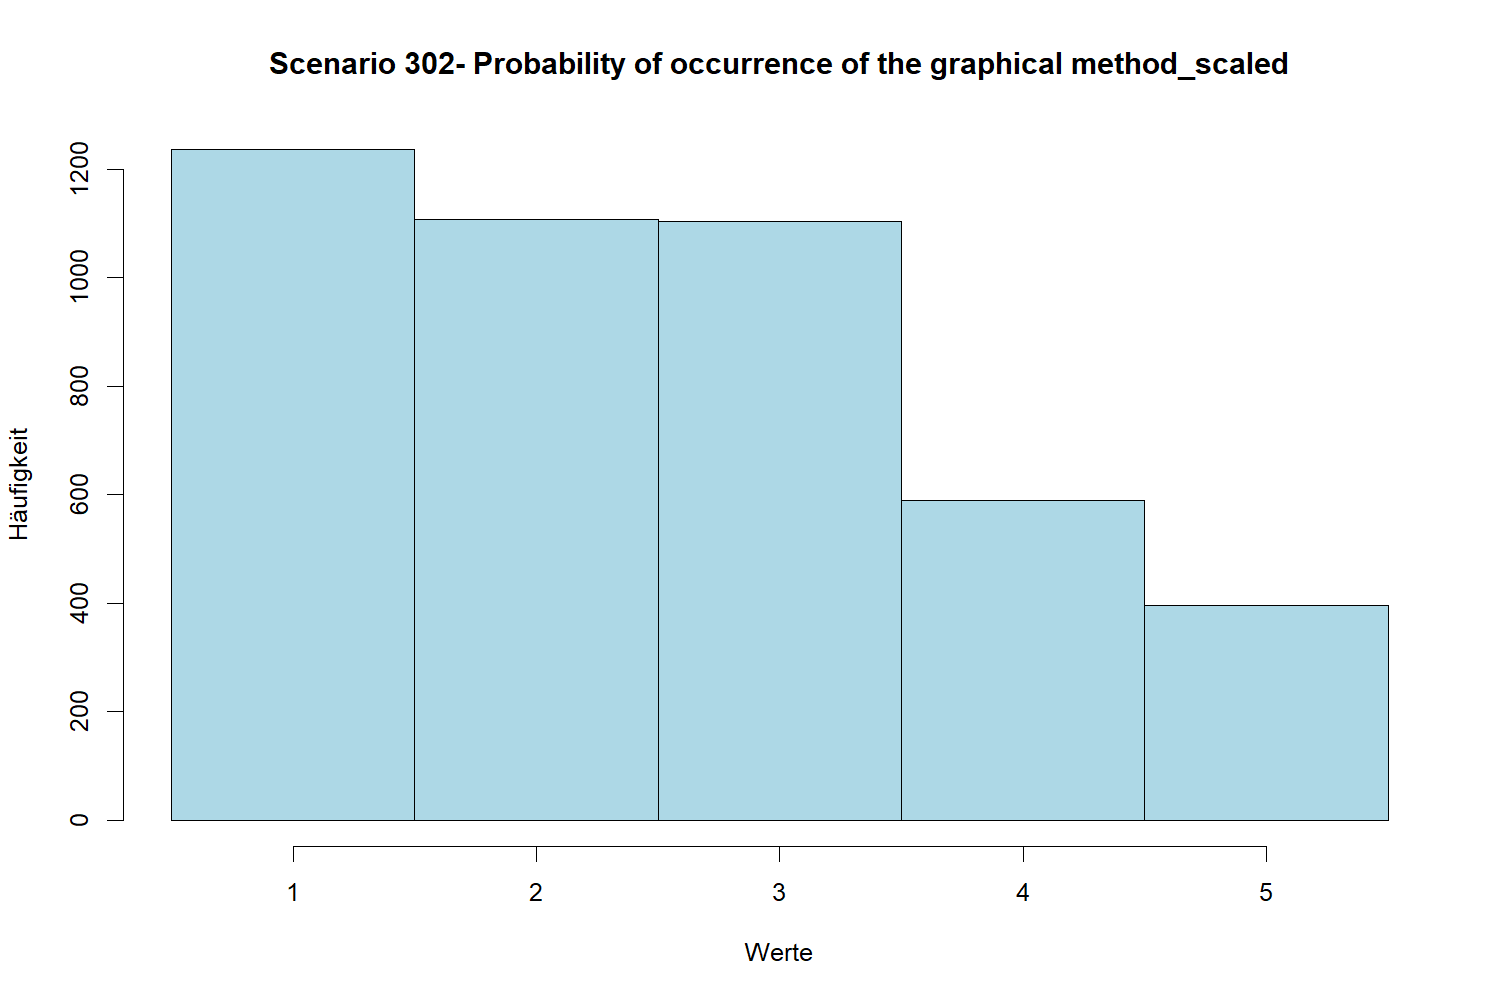 Scenario 302- Probability of occurrence of the graphical method_scaled
Häufigkeit
1200
1000
800
600
400
200
0
1 2 3 4 5
Werte